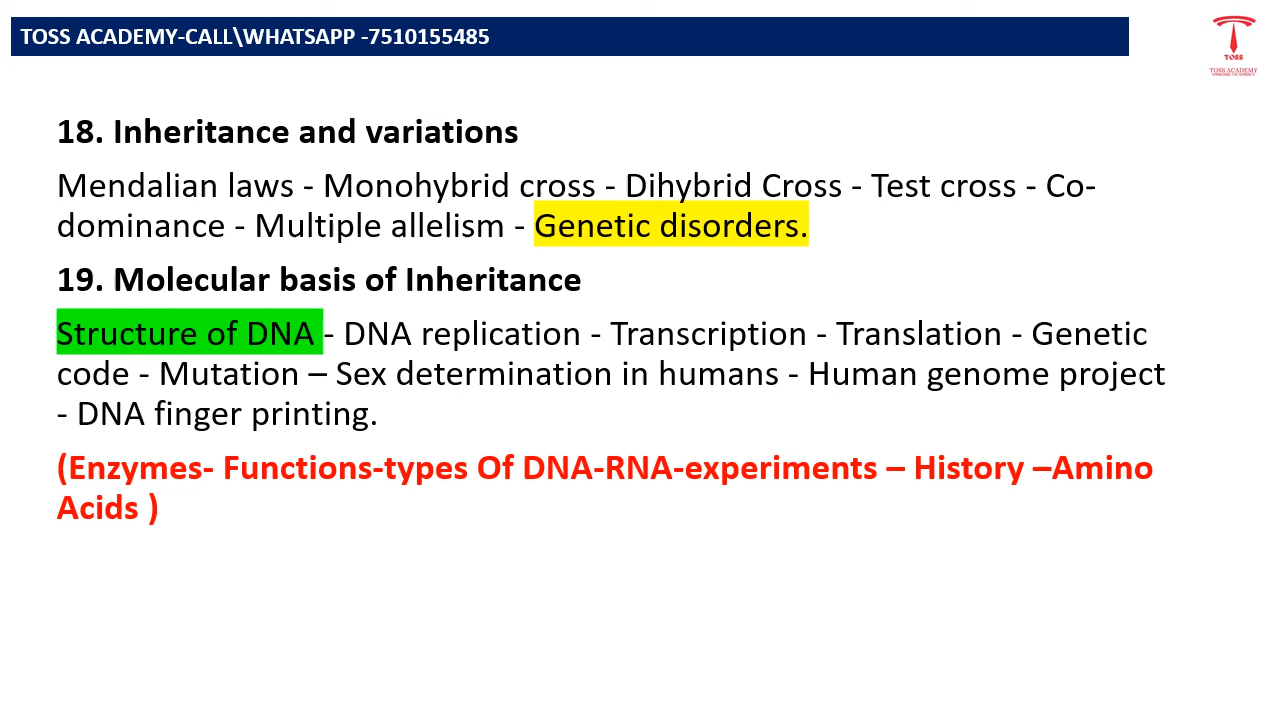 TOSS ACADEMY-CALL\WHATSAPP -7510155485
TOSS
TOSS ACADEMY
18. Inheritance and variations
Mendalian laws - Monohybrid cross - Dihybrid Cross - Test cross - Co-
dominance - Multiple allelism - Genetic disorders.
19. Molecular basis of Inheritance
Structure of DNA - DNA replication - Transcription - Translation - Genetic
code - Mutation – Sex determination in humans - Human genome project
- DNA finger printing.
(Enzymes- Functions-types Of DNA-RNA-experiments – History –Amino
Acids )